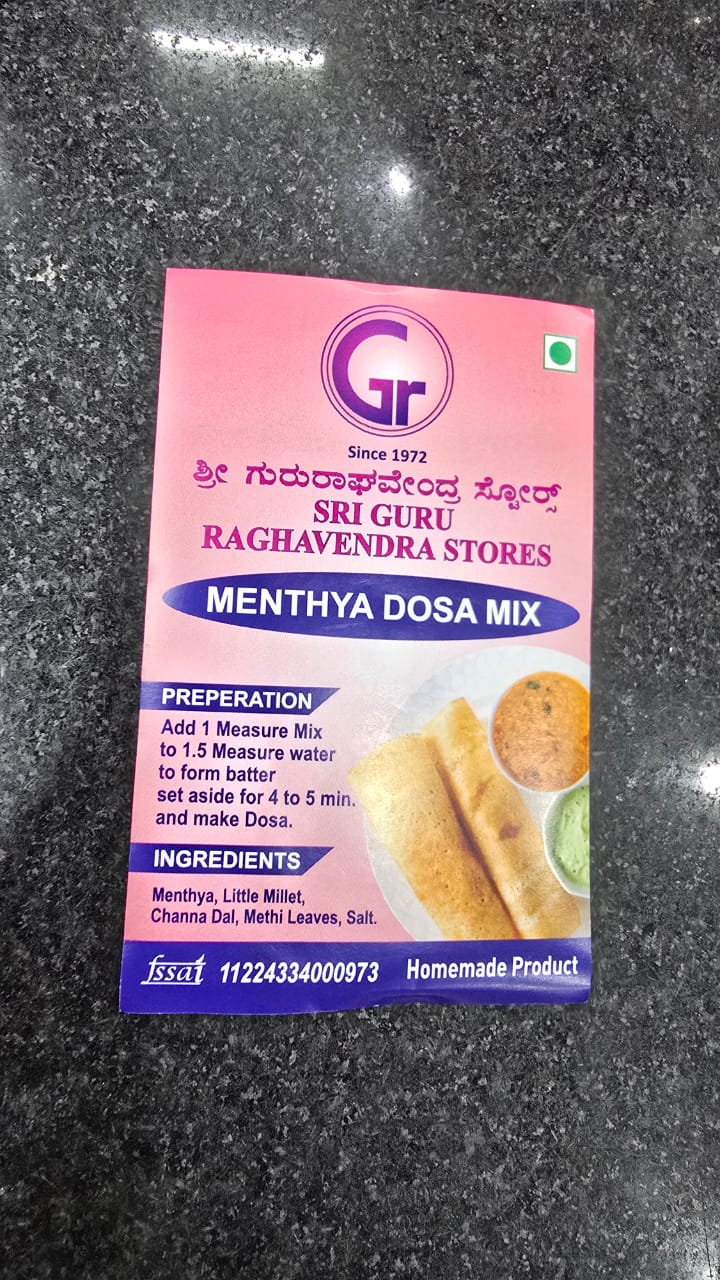 Gr
Since 1972
ಶ್ರೀ ಗುರುರಾಘವೇಂದ್ರ ಸ್ಟೋರ್ಸ್
SRI GURU
RAGHAVENDRA STORES
MENTHYA DOSA MIX
PREPERATION
Add 1 Measure Mix
to 1.5 Measure water
to form batter
set aside for 4 to 5 min.
and make Dosa.
INGREDIENTS
Menthya, Little Millet,
Channa Dal, Methi Leaves, Salt.
fssai 11224334000973 Homemade Product